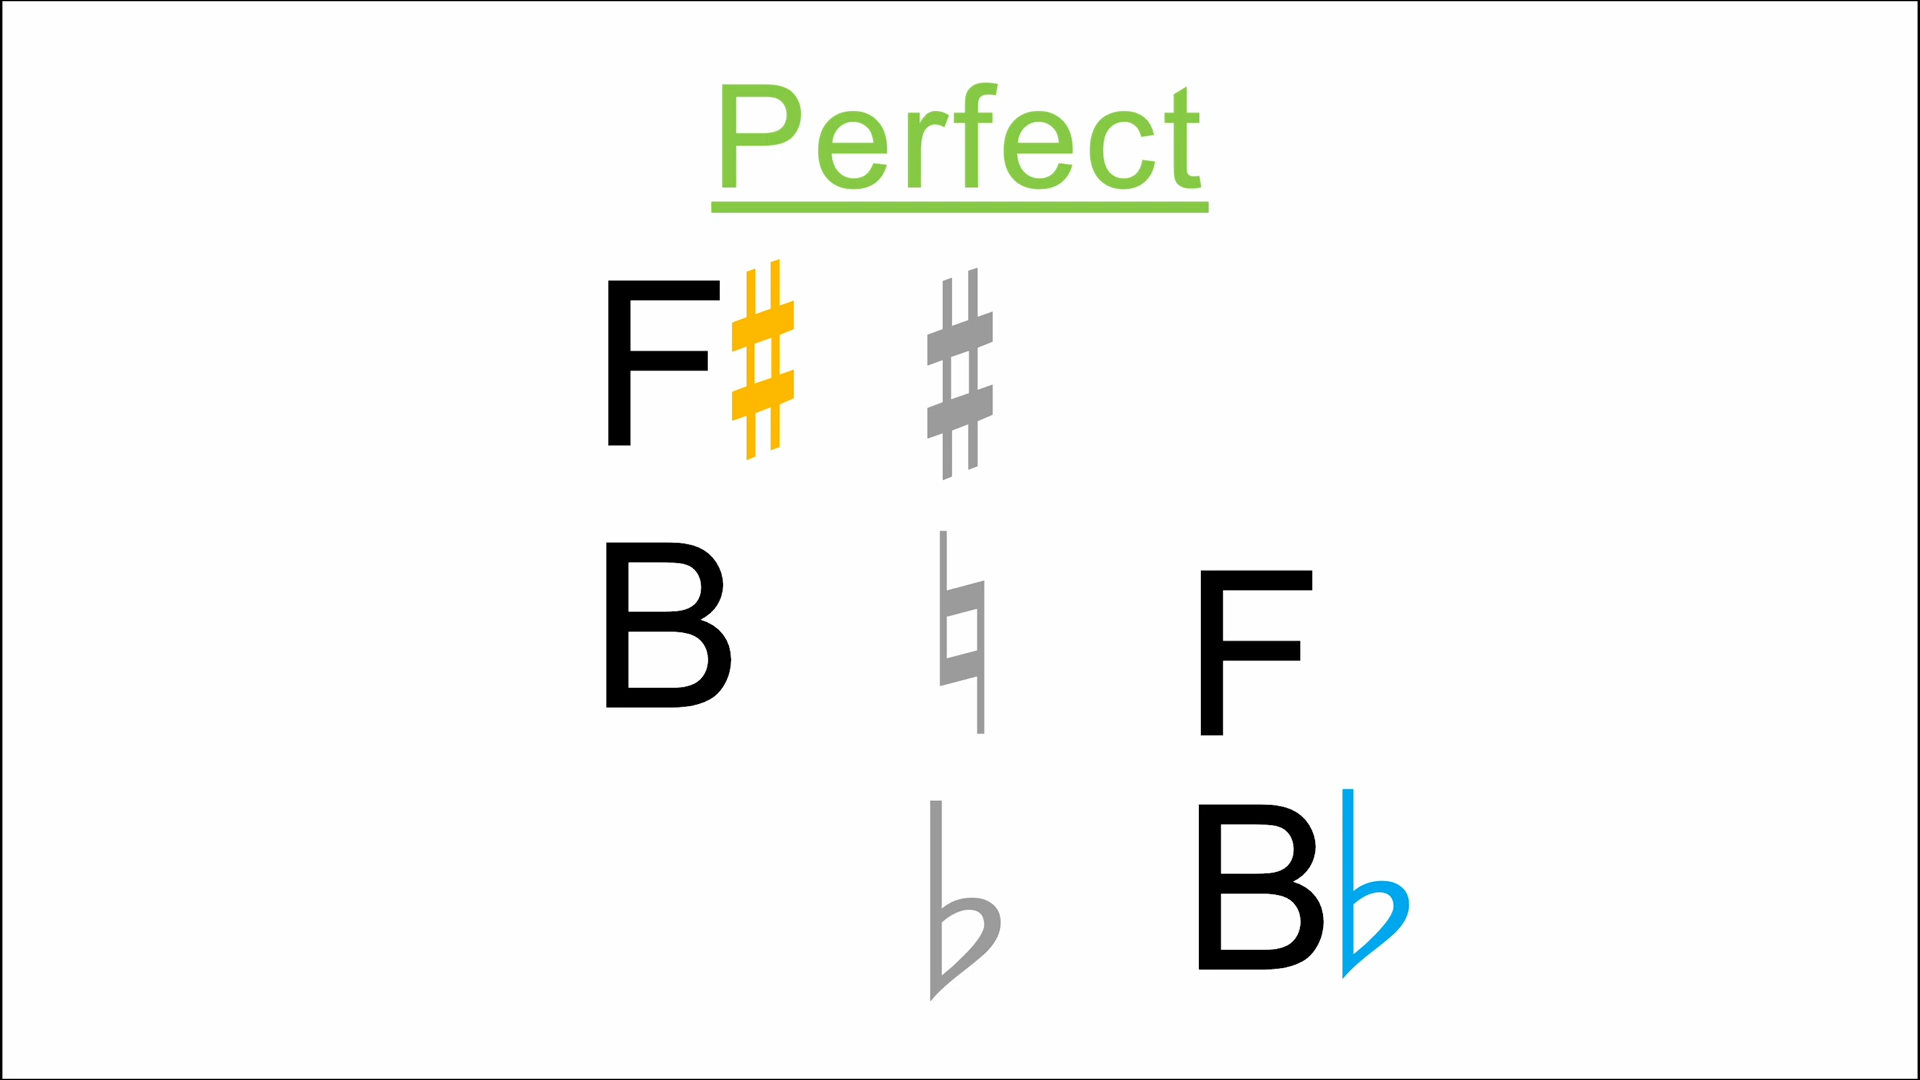 Perfect
F♯ ♯
B ♮ F
♭ B♭